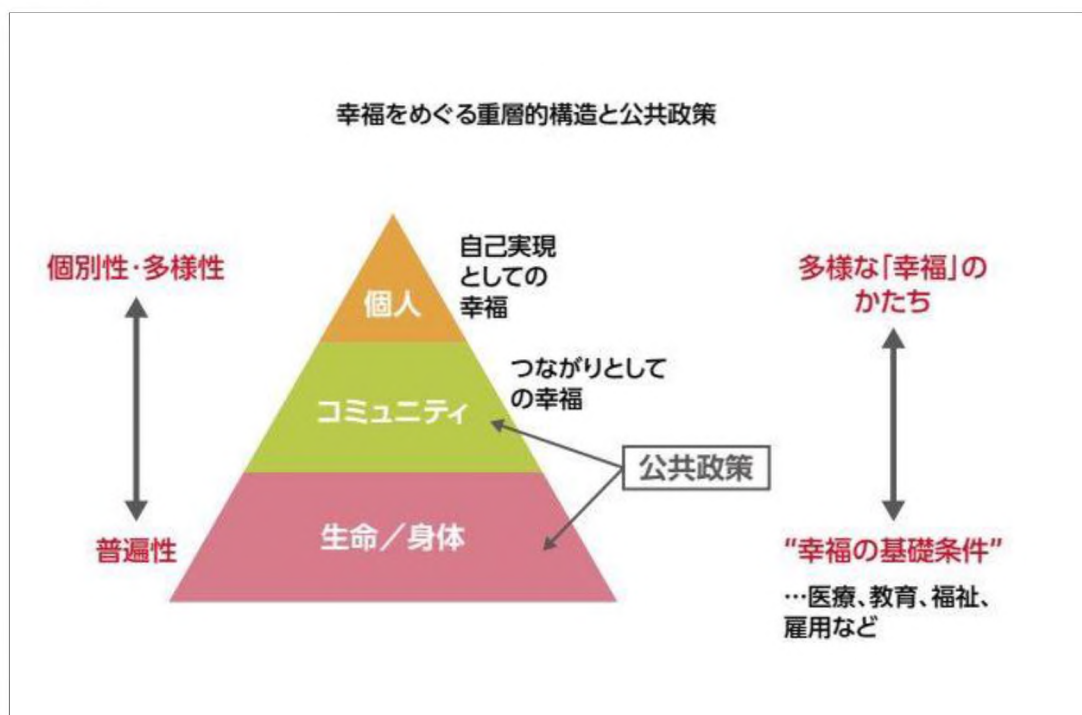 幸福をめぐる重層的構造と公共政策
個別性・多様性
普遍性
個人
コミュニティ
生命／身体
自己実現
としての
幸福
つながりとして
の幸福
公共政策
多様な「幸福」の
かたち
“幸福の基礎条件”
…医療、教育、福祉、
雇用など